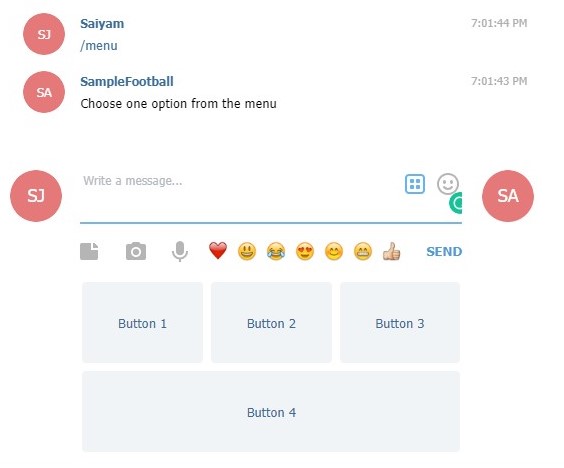 SJ
Saiyam
7:01:44 PM
/menu
SA
SampleFootball
7:01:43 PM
Choose one option from the menu
SJ
Write a message...
SA
SEND
Button 1
Button 2
Button 3
Button 4